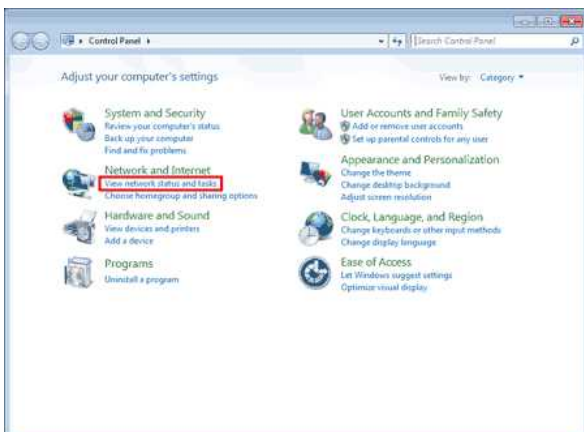 Control Panel
Search Control Panel
Adjust your computer's settings
View by: Category
System and Security
Review your computer's status
Back up your computer
Find and fix problems
Network and Internet
View network status and tasks
Choose homegroup and sharing options
Hardware and Sound
View devices and printers
Add a device
Programs
Uninstall a program
User Accounts and Family Safety
Add or remove user accounts
Set up parental controls for any user
Appearance and Personalization
Change the theme
Change desktop background
Adjust screen resolution
Clock, Language, and Region
Change keyboards or other input methods
Change display language
Ease of Access
Let Windows suggest settings
Optimize visual display